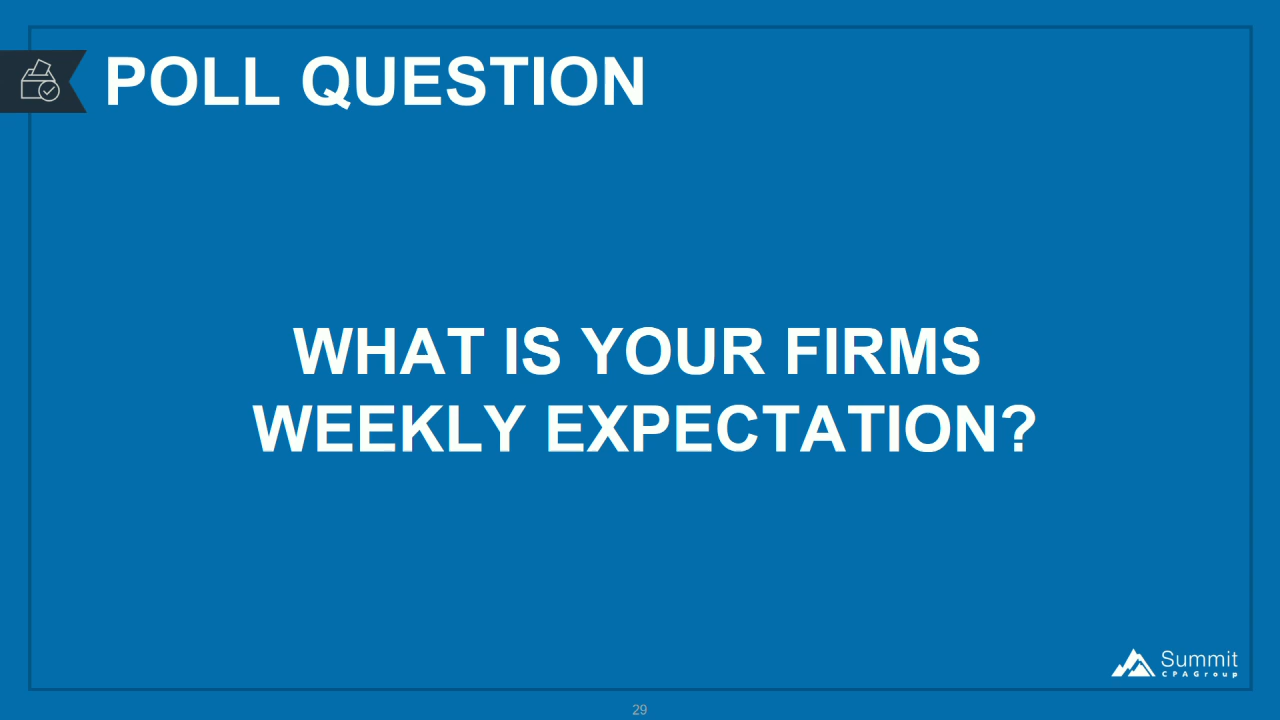 POLL QUESTION
WHAT IS YOUR FIRMS
WEEKLY EXPECTATION?
Summit
CPAGroup
29